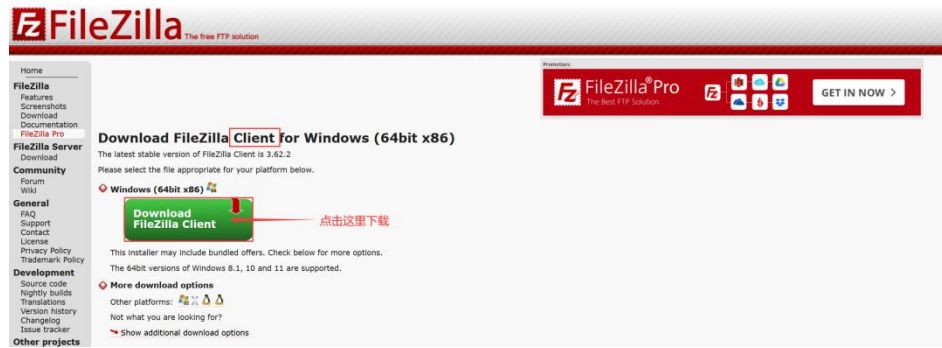 FileZilla The free FTP solution
Home
FileZilla
Features
Screenshots
Download
Documentation
FileZilla Pro
FileZilla Server
Download
Community
Forum
Wiki
General
FAQ
Support
Contact
License
Privacy Policy
Trademark Policy
Development
Source code
Nightly builds
Translations
Version history
Changelog
Issue tracker
Other projects
Promotion:
FileZilla®Pro
The Best FTP Solution
GET IN NOW >
Download FileZilla Client for Windows (64bit x86)
The latest stable version of FileZilla Client is 3.62.2
Please select the file appropriate for your platform below.
Windows (64bit x86)
Download
FileZilla Client
点击这里下载
This installer may include bundled offers. Check below for more options.
The 64bit versions of Windows 8.1, 10 and 11 are supported.
More download options
Other platforms:
Not what you are looking for?
Show additional download options